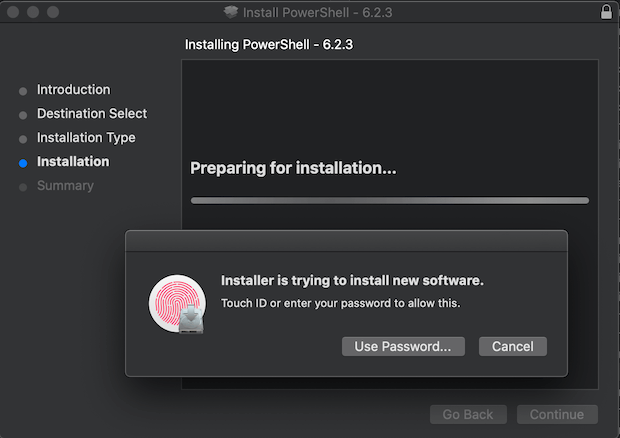 Install PowerShell - 6.2.3
Installing PowerShell - 6.2.3
Introduction
Destination Select
Installation Type
Installation
Summary
Preparing for installation...
Installer is trying to install new software.
Touch ID or enter your password to allow this.
Use Password... Cancel
Go Back Continue